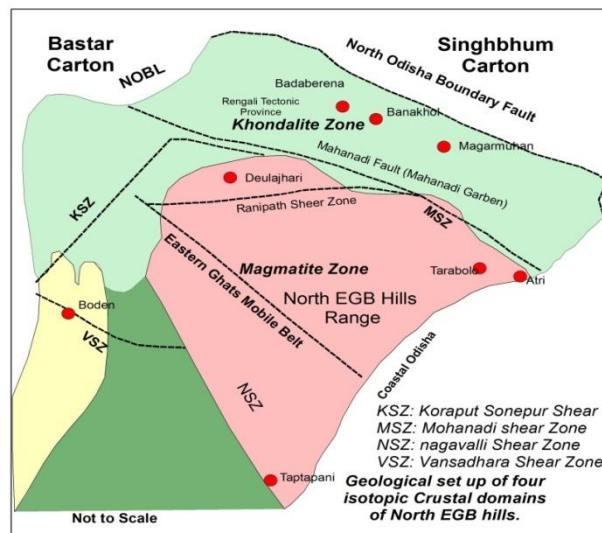 Bastar
Carton
Singhbhum
Carton
NOBL
North Odisha Boundary Fault
Badaberena
Rengali Tectonic
Province
Banakhol
Khondalite Zone
Magarmuhan
Mahanadi Fault (Mahanadi Garben)
Deulajhari
KSZ
Ranipath Sheer Zone
MSZ
Magmatite Zone
Tarabolo
Atri
Eastern Ghats Mobile Belt
North EGB Hills
Range
Boden
VSZ
Coastal Odisha
NSZ
KSZ: Koraput Sonepur Shear
MSZ: Mohanadi shear Zone
NSZ: nagavalli Shear Zone
VSZ: Vansadhara Shear Zone
Taptapani
Geological set up of four
isotopic Crustal domains
of North EGB hills.
Not to Scale